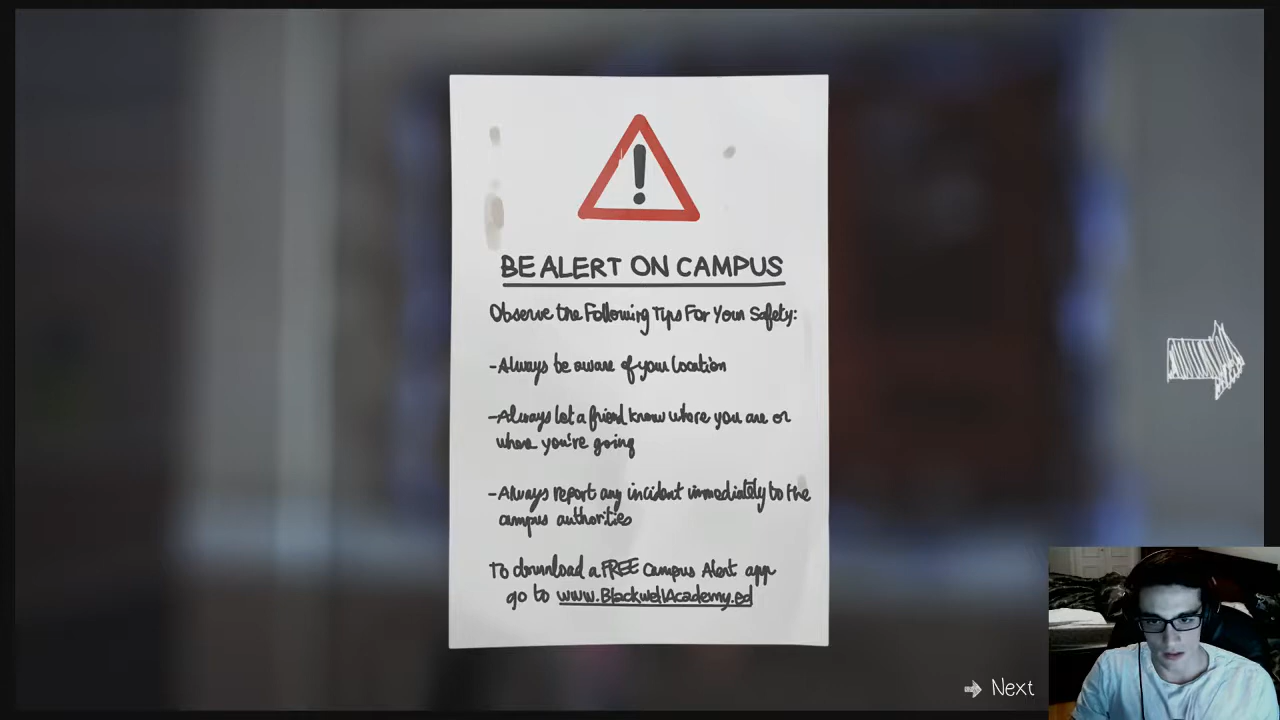 !
BE ALERT ON CAMPUS
Observe the Following Tips For Your Safety:
-Always be aware of your location
-Always let a friend know where you are or
where you're going
-Always report any incident immediately to the
campus authorities
To download a FREE Campus Alert app
go to www.BlackwellAcademy.ed
Next